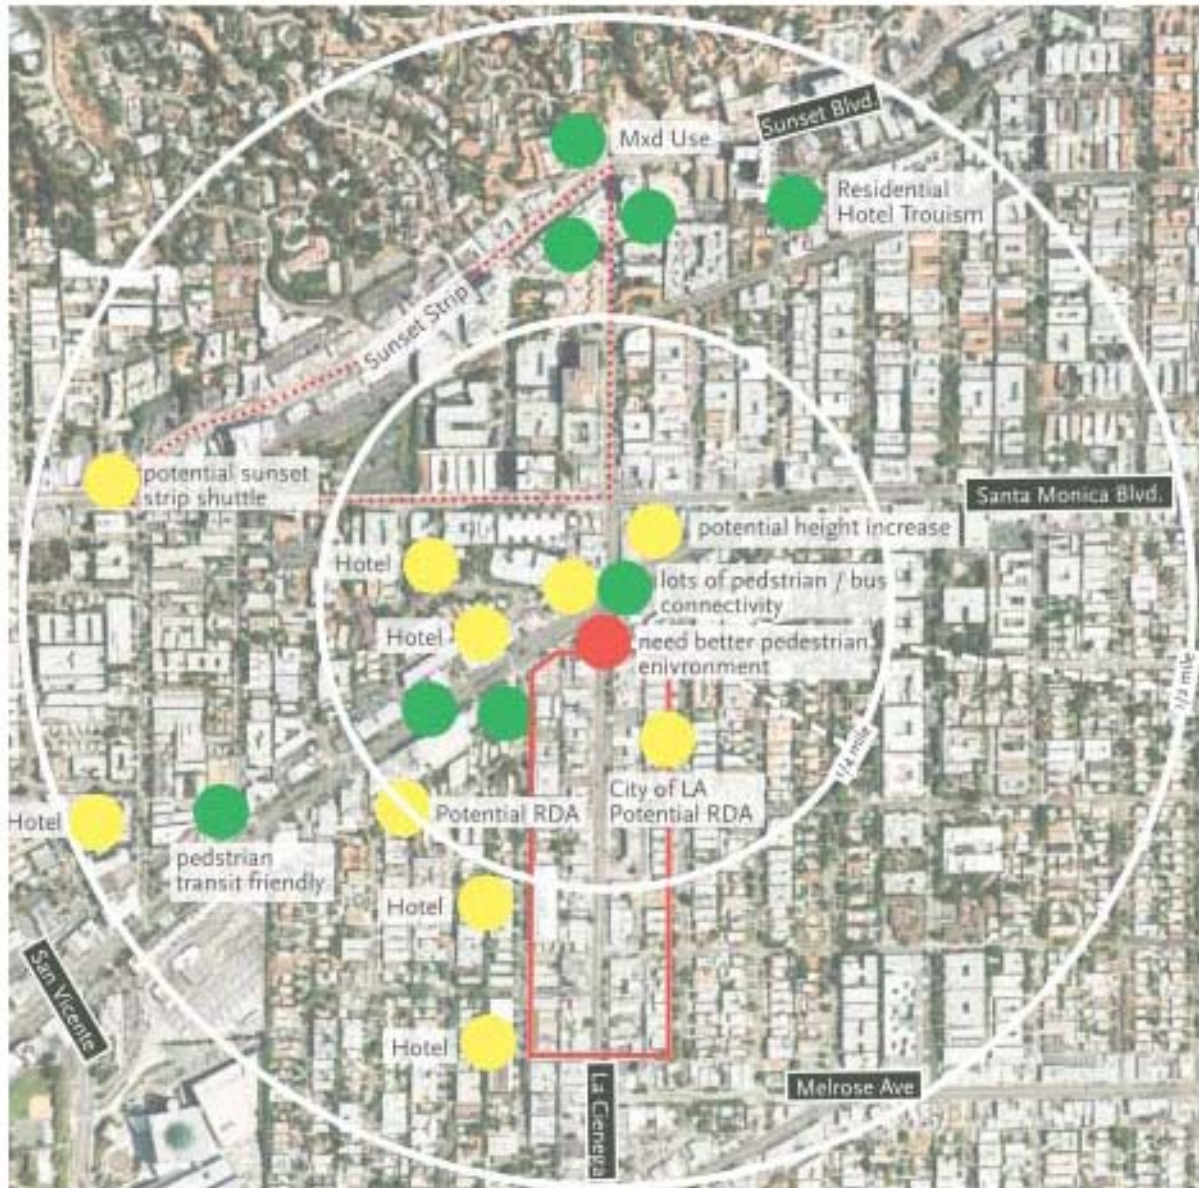 Sunset Blvd.
Mxd Use
Residential
Hotel Trouism
Sunset Strip
potential sunset
strip shuttle
Santa Monica Blvd.
potential height increase
Hotel
lots of pedstrian / bus
connectivity
Hotel
need better pedestrian
enivronment
1/2 mile
1/4 mile
City of LA
Potential RDA
Potential RDA
Hotel
pedstrian
transit friendly
Hotel
San Vicente
Hotel
La Cenega
Melrose Ave